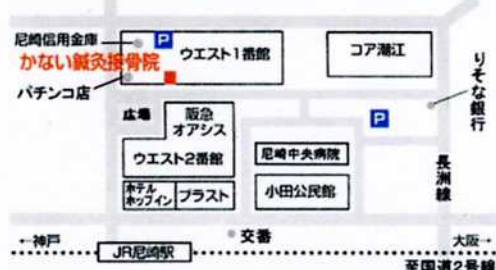 尼崎信用金庫
P
ウエスト1番館
コア潮江
かない鍼灸接骨院
パチンコ店
りそな銀行
広場
阪急
オアシス
P
ウエスト2番館
尼崎中央病院
長洲線
ホテル
ホップイン
プラスト
小田公民館
交番
←神戸
大阪→
JR尼崎駅
至国道2号線